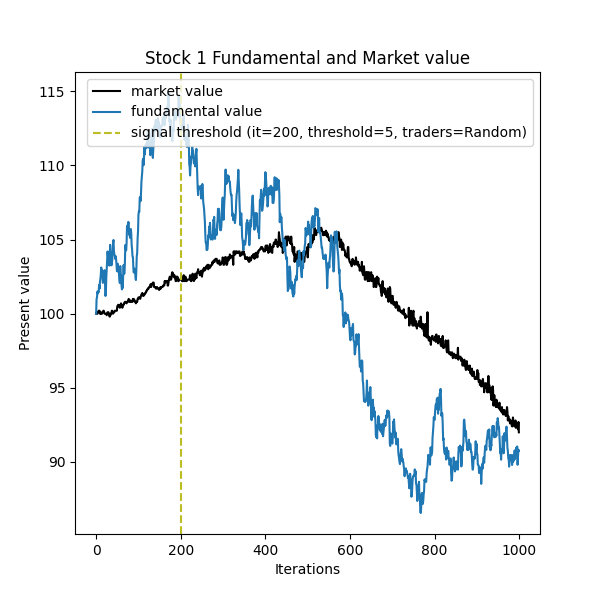 Stock 1 Fundamental and Market value
market value
fundamental value
signal threshold (it=200, threshold=5, traders=Random)
Present value
115
110
105
100
95
90
0 200 400 600 800 1000
Iterations